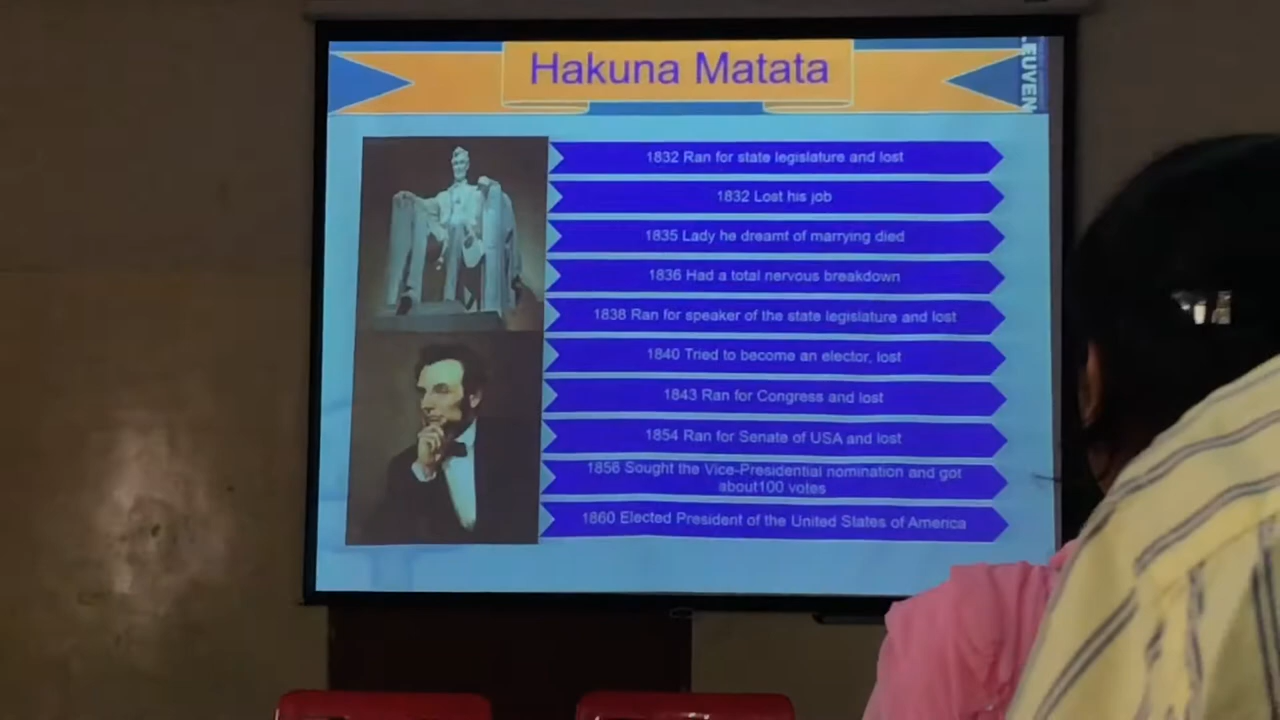 Hakuna Matata
LEUVEN
1832 Ran for state legislature and lost
1832 Lost his job
1835 Lady he dreamt of marrying died
1836 Had a total nervous breakdown
1838 Ran for speaker of the state legislature and lost
1840 Tried to become an elector, lost
1843 Ran for Congress and lost
1854 Ran for Senate of USA and lost
1856 Sought the Vice-Presidential nomination and got
about100 votes
1860 Elected President of the United States of America